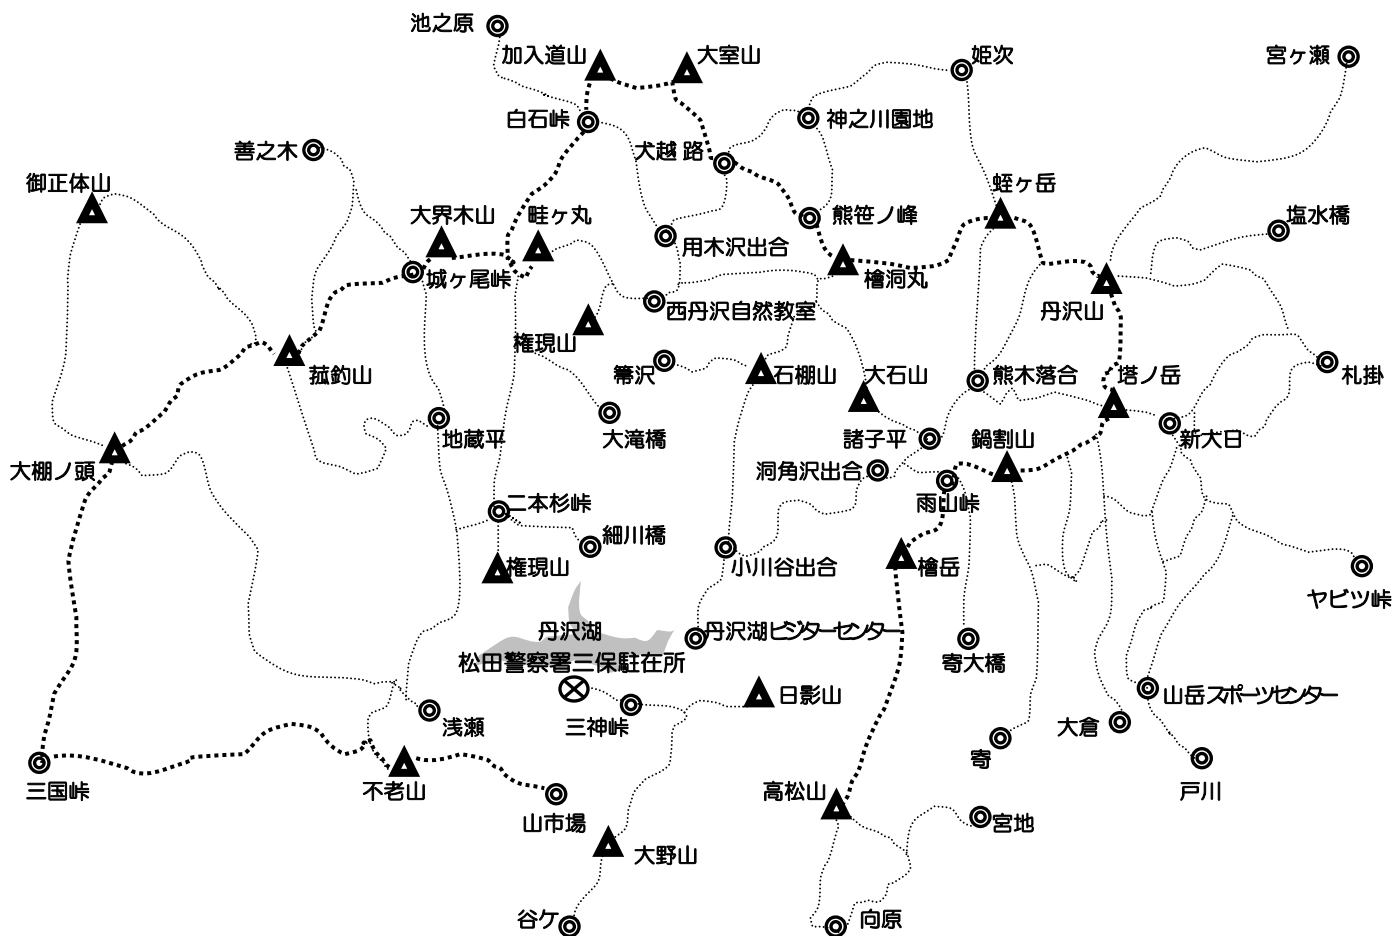 池之原
加入道山
大室山
姫次
宮ヶ瀬
白石峠
神之川園地
善之木
犬越 路
御正体山
蛭ヶ岳
大界木山
畦ヶ丸
熊笹ノ峰
塩水橋
用木沢出合
城ヶ尾峠
檜洞丸
西丹沢自然教室
丹沢山
権現山
菰釣山
箒沢
石棚山
大石山
熊木落合
塔ノ岳
札掛
地蔵平
大滝橋
諸子平
鍋割山
新大日
大棚ノ頭
洞角沢出合
二本杉峠
雨山峠
細川橋
権現山
小川谷出合
檜岳
ヤビツ峠
丹沢湖
丹沢湖ビジターセンター
松田警察署三保駐在所
寄大橋
日影山
山岳スポーツセンター
浅瀬
三神峠
大倉
寄
三国峠
不老山
高松山
戸川
山市場
宮地
大野山
谷ケ
向原